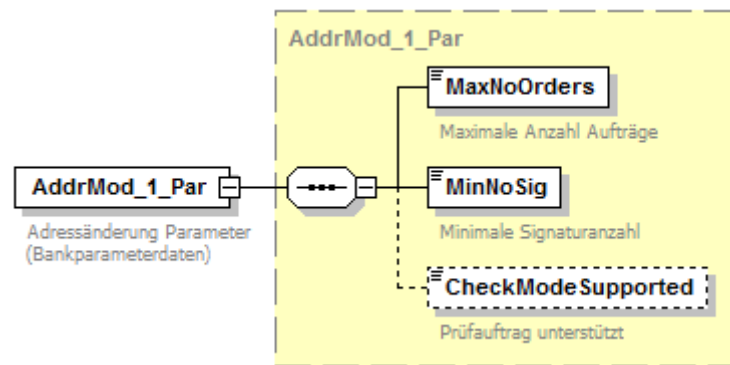 AddrMod_1_Par
MaxNoOrders
Maximale Anzahl Aufträge
AddrMod_1_Par
Adressänderung Parameter
(Bankparameterdaten)
MinNoSig
Minimale Signaturanzahl
CheckModeSupported
Prüfauftrag unterstützt